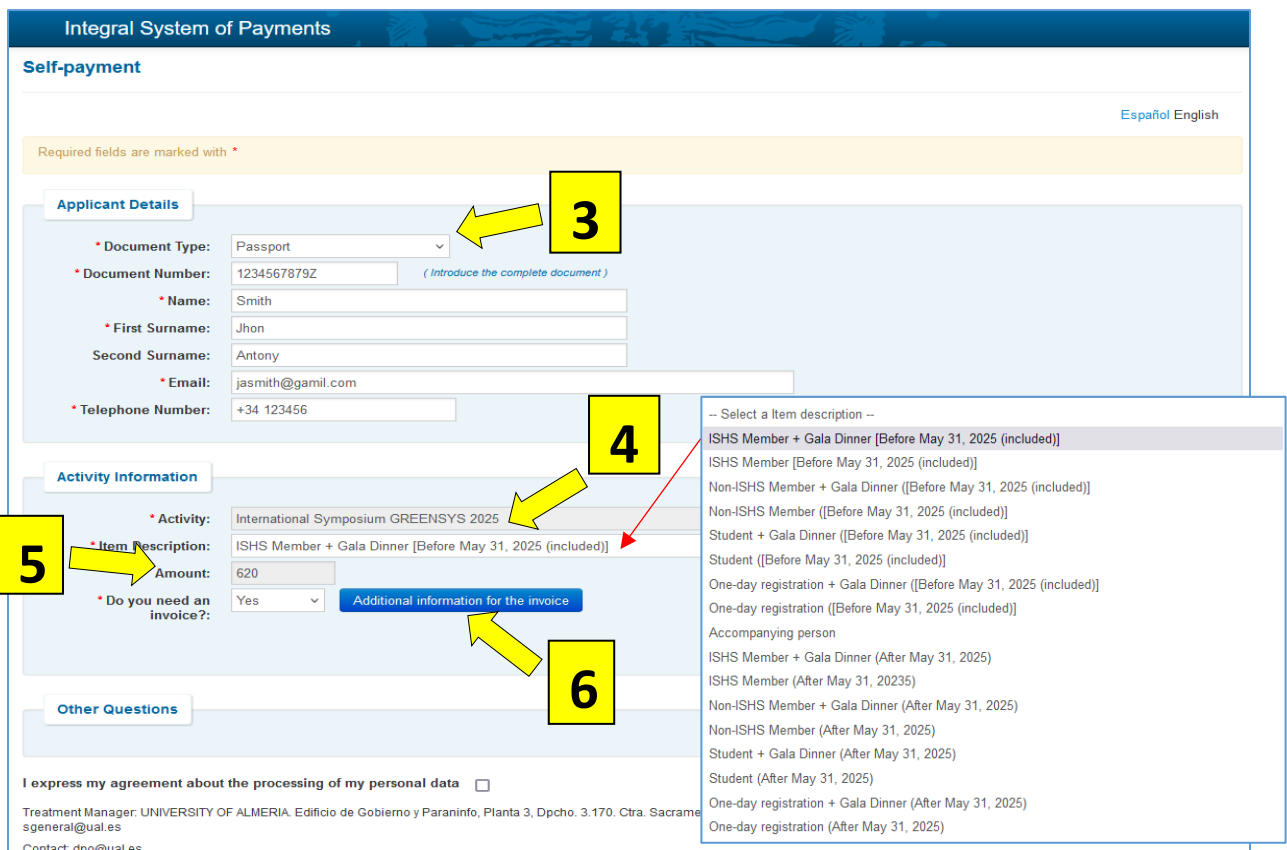 Integral System of Payments
Self-payment
Español English
Required fields are marked with *
Applicant Details
3
* Document Type: Passport
* Document Number: 1234567879Z ( Introduce the complete document )
* Name: Smith
* First Surname: Jhon
Second Surname: Antony
* Email: jasmith@gamil.com
* Telephone Number: +34 123456
4
Activity Information
* Activity: International Symposium GREENSYS 2025
* Item Description: ISHS Member + Gala Dinner [Before May 31, 2025 (included)]
5
Amount: 620
* Do you need an invoice?: Yes Additional information for the invoice
6
Other Questions
-- Select a Item description --
ISHS Member + Gala Dinner [Before May 31, 2025 (included)]
ISHS Member [Before May 31, 2025 (included)]
Non-ISHS Member + Gala Dinner ([Before May 31, 2025 (included)]
Non-ISHS Member ([Before May 31, 2025 (included)]
Student + Gala Dinner ([Before May 31, 2025 (included)]
Student ([Before May 31, 2025 (included)]
One-day registration + Gala Dinner ([Before May 31, 2025 (included)]
One-day registration ([Before May 31, 2025 (included)]
Accompanying person
ISHS Member + Gala Dinner (After May 31, 2025)
ISHS Member (After May 31, 20235)
Non-ISHS Member + Gala Dinner (After May 31, 2025)
Non-ISHS Member (After May 31, 2025)
Student + Gala Dinner (After May 31, 2025)
Student (After May 31, 2025)
One-day registration + Gala Dinner (After May 31, 2025)
One-day registration (After May 31, 2025)
I express my agreement about the processing of my personal data
Treatment Manager: UNIVERSITY OF ALMERIA. Edificio de Gobierno y Paraninfo, Planta 3, Dpcho. 3.170. Ctra. Sacrame
sgeneral@ual.es
Contact: dpo@ual.es